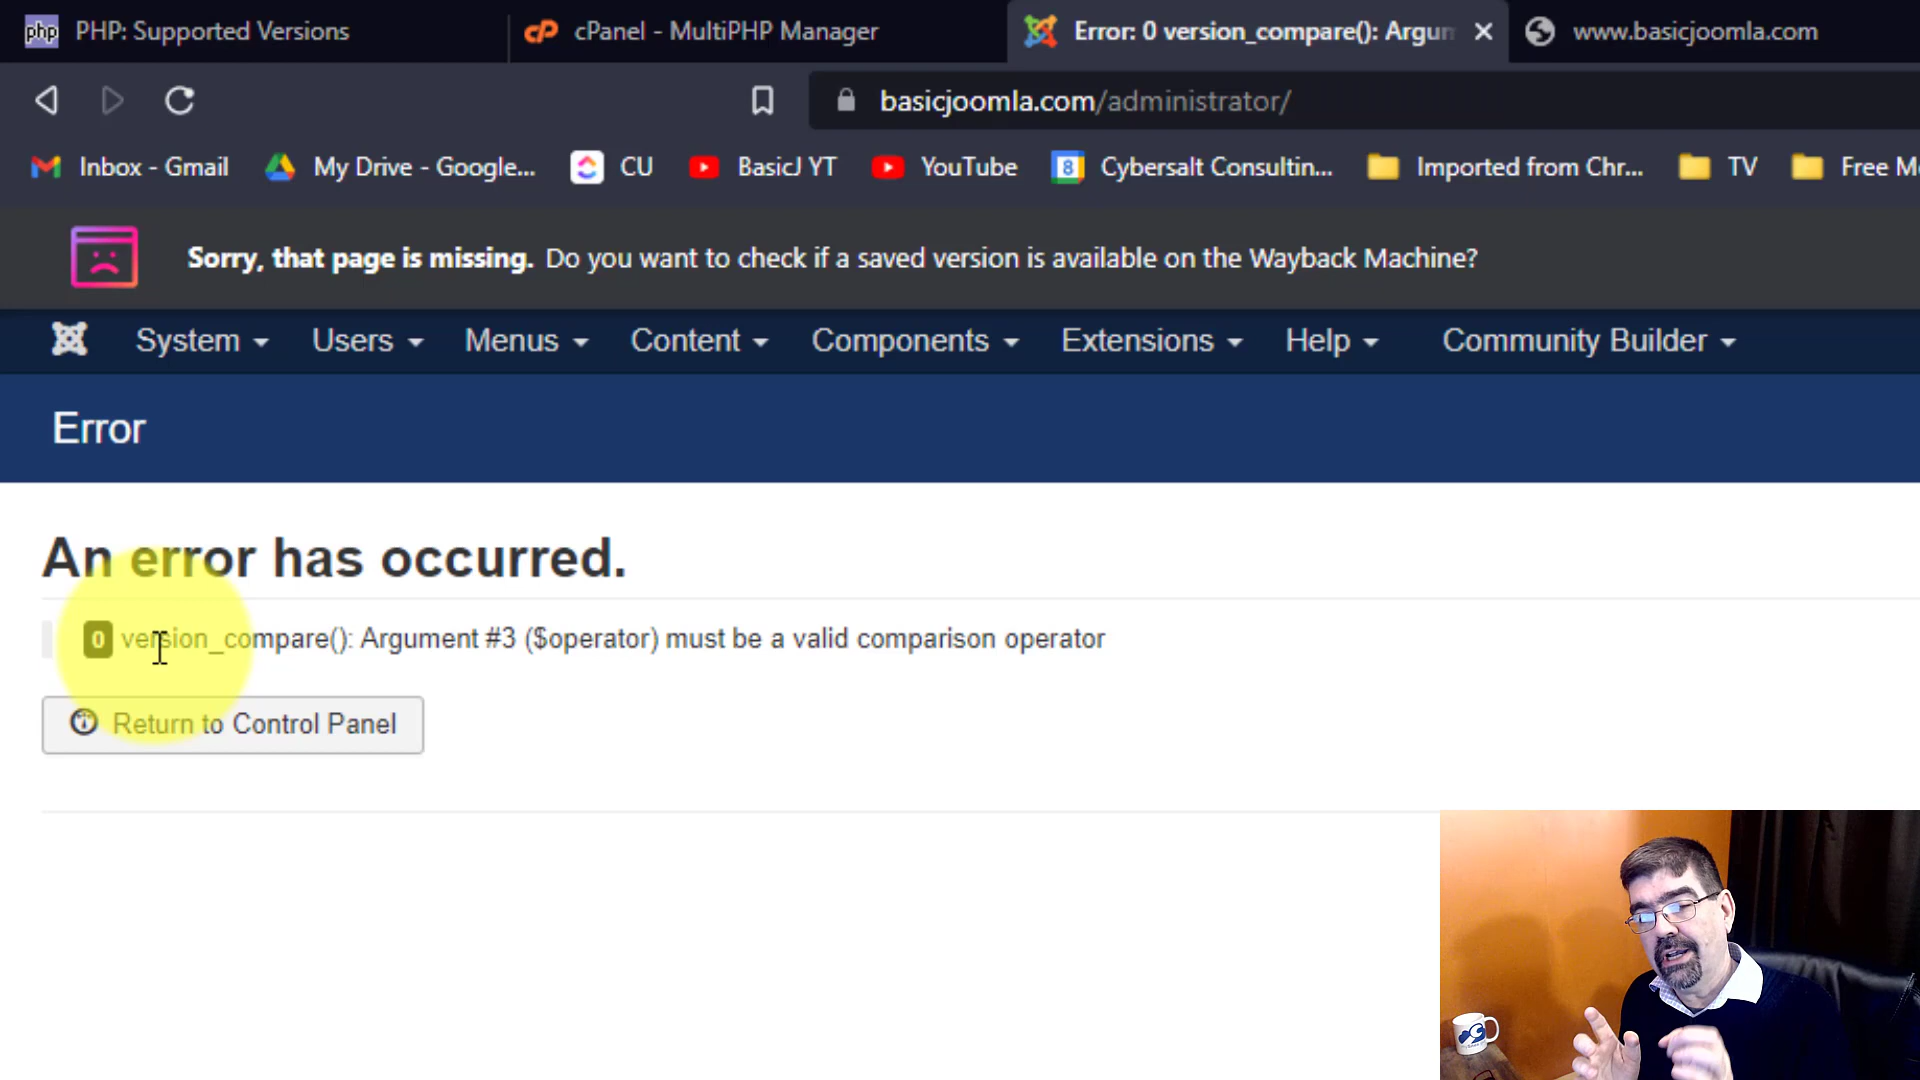 php PHP: Supported Versions
cP cPanel - MultiPHP Manager
Error: 0 version_compare(): Argum
www.basicjoomla.com
basicjoomla.com/administrator/
Inbox - Gmail
My Drive - Google...
CU
BasicJ YT
YouTube
8 Cybersalt Consultin...
Imported from Chr...
TV
Free M
Sorry, that page is missing. Do you want to check if a saved version is available on the Wayback Machine?
System
Users
Menus
Content
Components
Extensions
Help
Community Builder
Error
An error has occurred.
0 version_compare(): Argument #3 ($operator) must be a valid comparison operator
Return to Control Panel